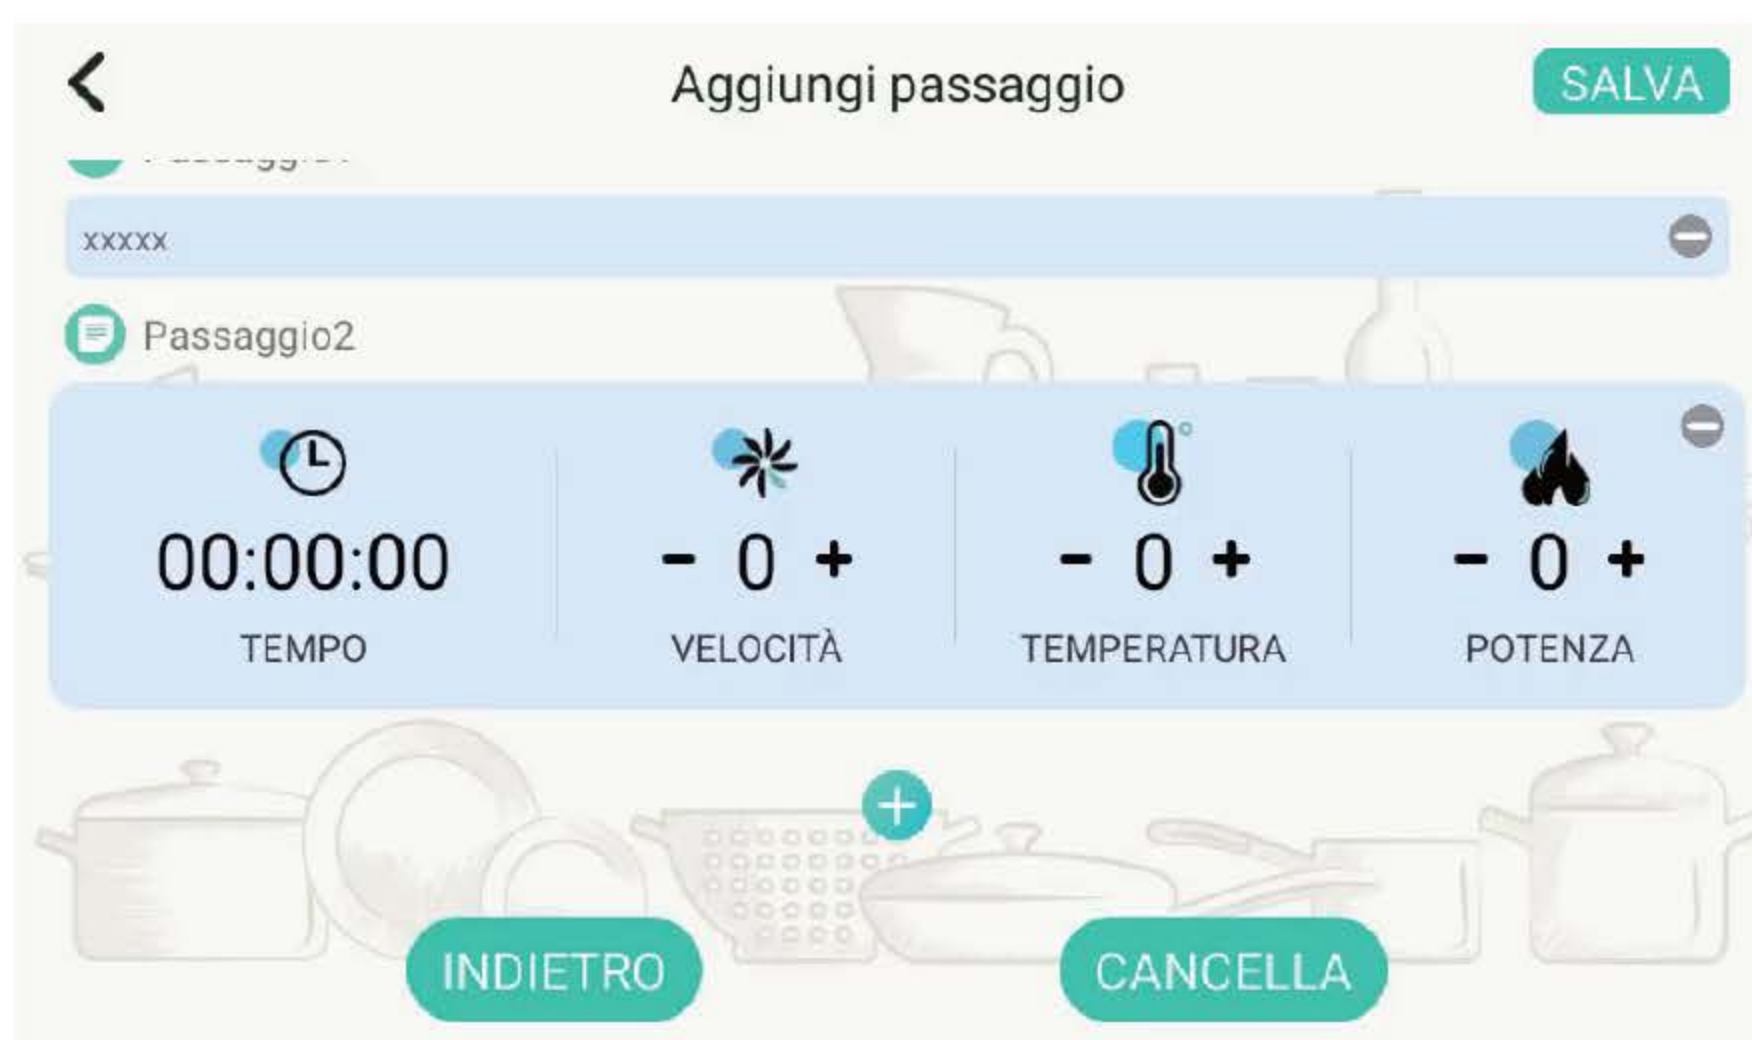 Aggiungi passaggio
SALVA
xxxxx
Passaggio2
00:00:00
- 0 +
- 0 +
- 0 +
TEMPO
VELOCITÀ
TEMPERATURA
POTENZA
INDIETRO
CANCELLA